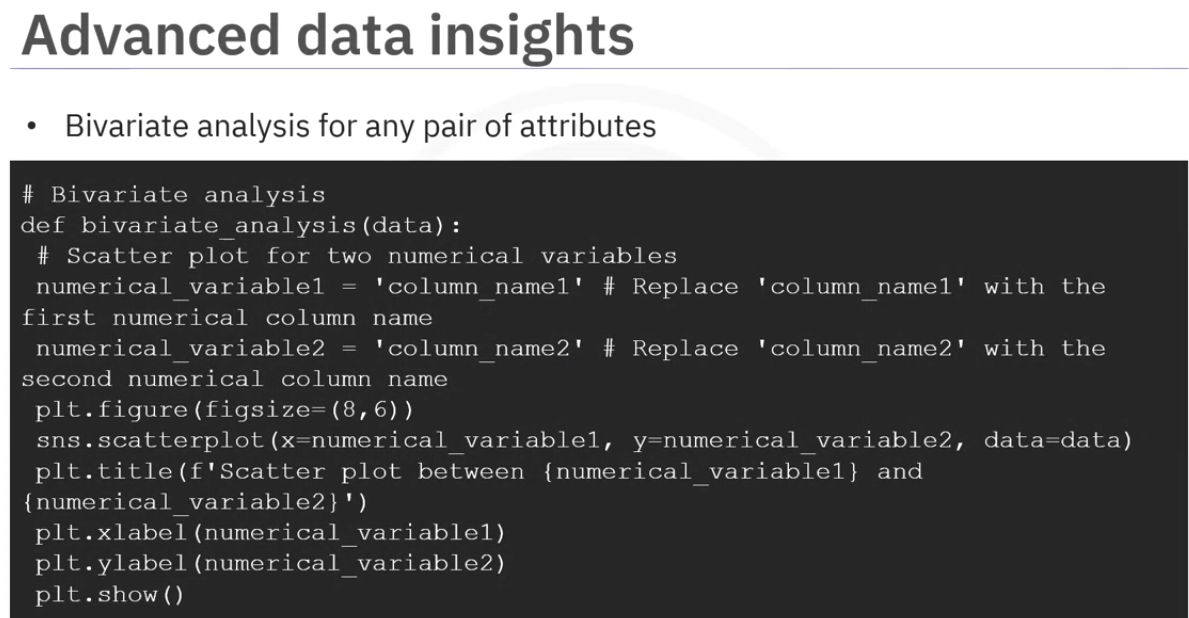 Advanced data insights
• Bivariate analysis for any pair of attributes
# Bivariate analysis
def bivariate_analysis(data):
 # Scatter plot for two numerical variables
 numerical_variable1 = 'column_name1' # Replace 'column_name1' with the
first numerical column name
 numerical_variable2 = 'column_name2' # Replace 'column_name2' with the
second numerical column name
 plt.figure(figsize=(8,6))
 sns.scatterplot(x=numerical_variable1, y=numerical_variable2, data=data)
 plt.title(f'Scatter plot between {numerical_variable1} and
{numerical_variable2}')
 plt.xlabel(numerical_variable1)
 plt.ylabel(numerical_variable2)
 plt.show()